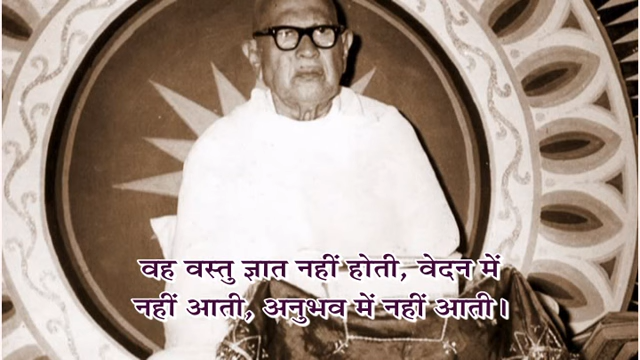 वह वस्तु ज्ञात नहीं होती, वेदन में
नहीं आती, अनुभव में नहीं आती।